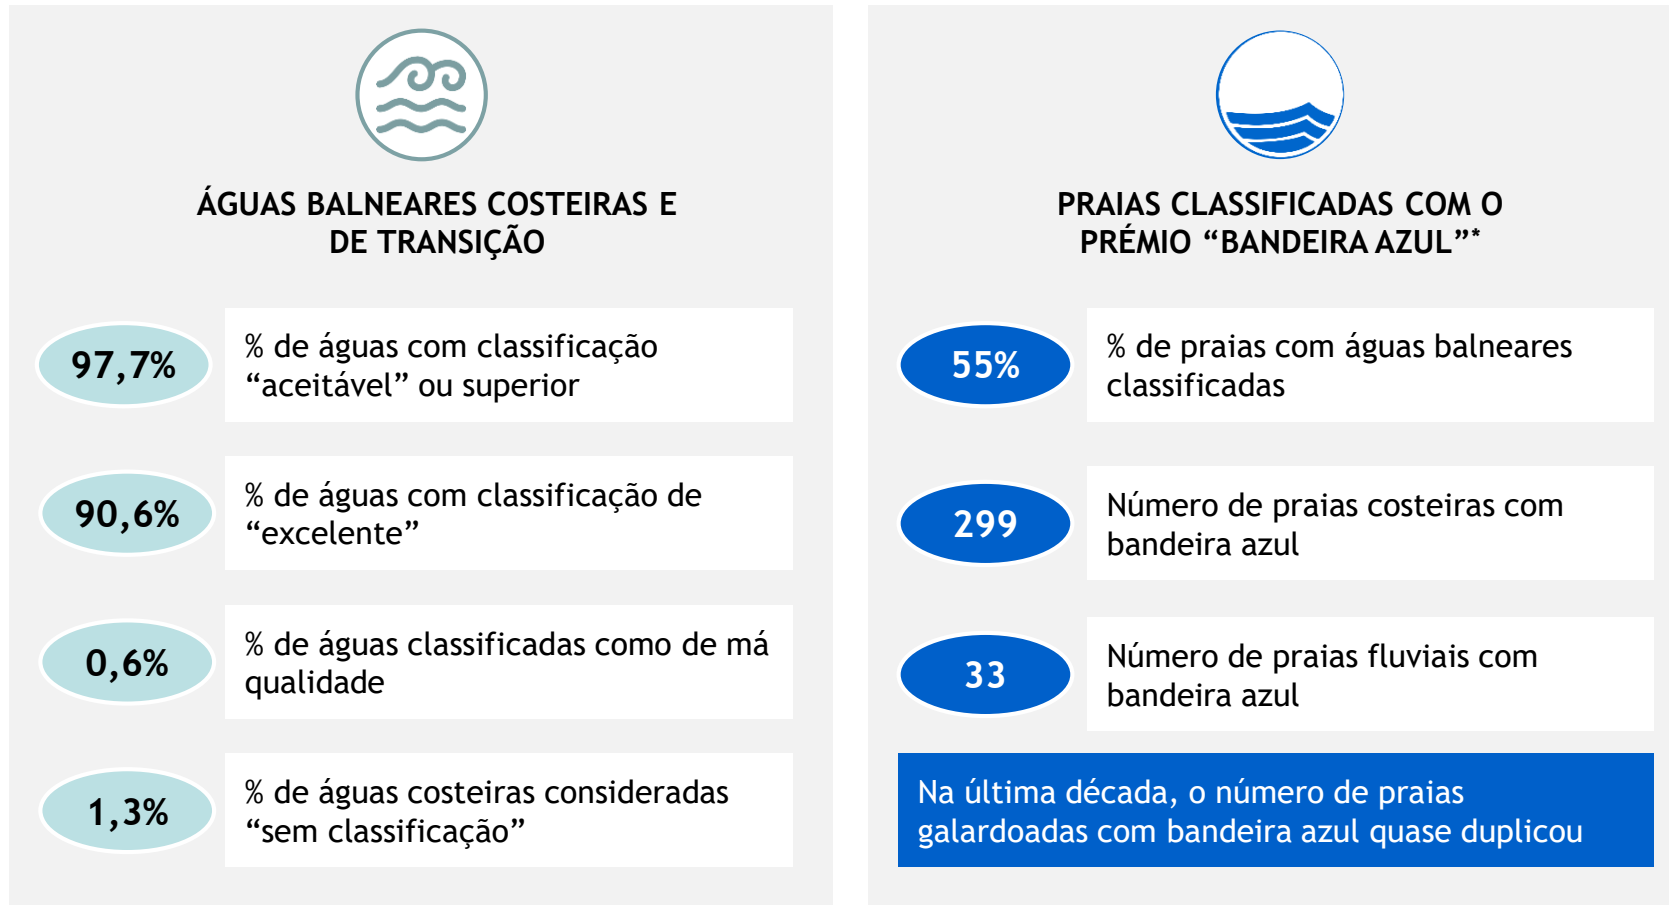 ÁGUAS BALNEARES COSTEIRAS E
DE TRANSIÇÃO
97,7%
% de águas com classificação
“aceitável” ou superior
90,6%
% de águas com classificação de
“excelente”
0,6%
% de águas classificadas como de má
qualidade
1,3%
% de águas costeiras consideradas
“sem classificação”
PRAIAS CLASSIFICADAS COM O
PRÉMIO “BANDEIRA AZUL”*
55%
% de praias com águas balneares
classificadas
299
Número de praias costeiras com
bandeira azul
33
Número de praias fluviais com
bandeira azul
Na última década, o número de praias
galardoadas com bandeira azul quase duplicou